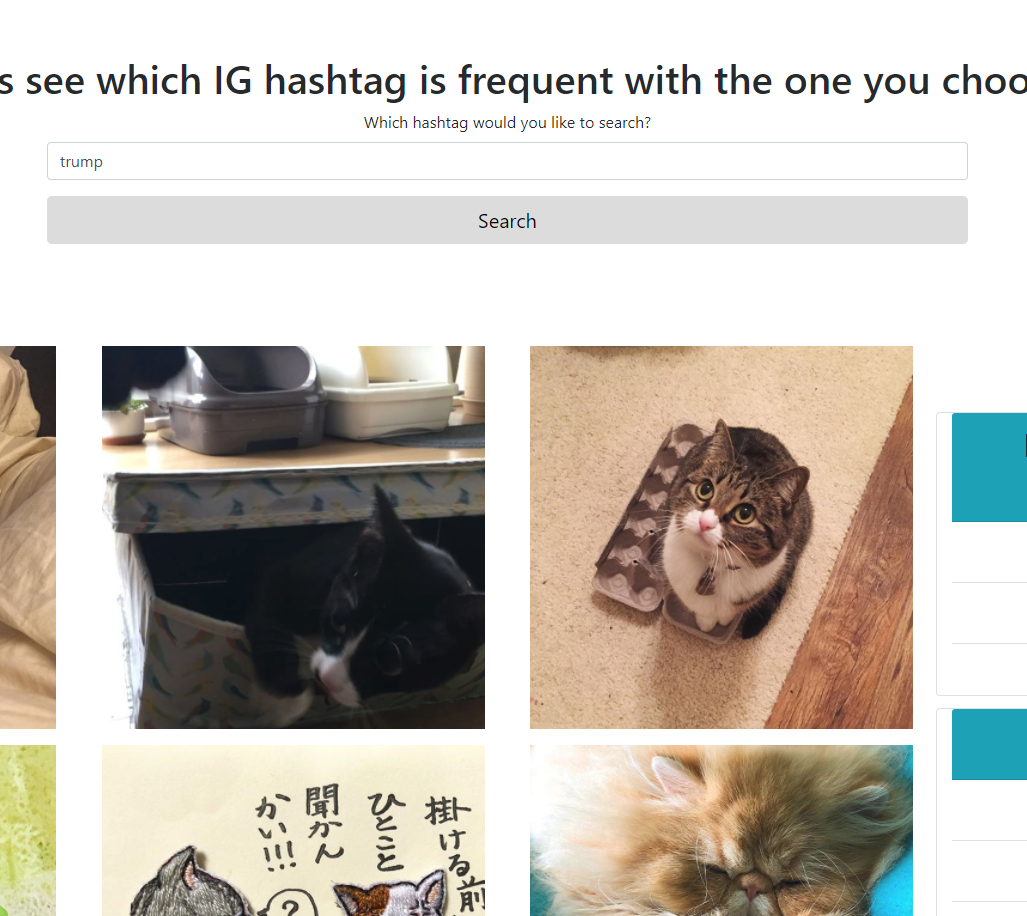 s see which IG hashtag is frequent with the one you choo
Which hashtag would you like to search?
trump
Search
掛ける前
ひとこと
聞かん
かい!!!
?